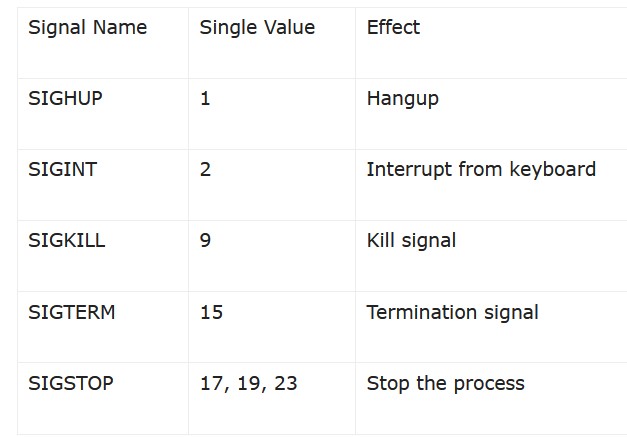 Signal Name Single Value Effect
SIGHUP 1 Hangup
SIGINT 2 Interrupt from keyboard
SIGKILL 9 Kill signal
SIGTERM 15 Termination signal
SIGSTOP 17, 19, 23 Stop the process